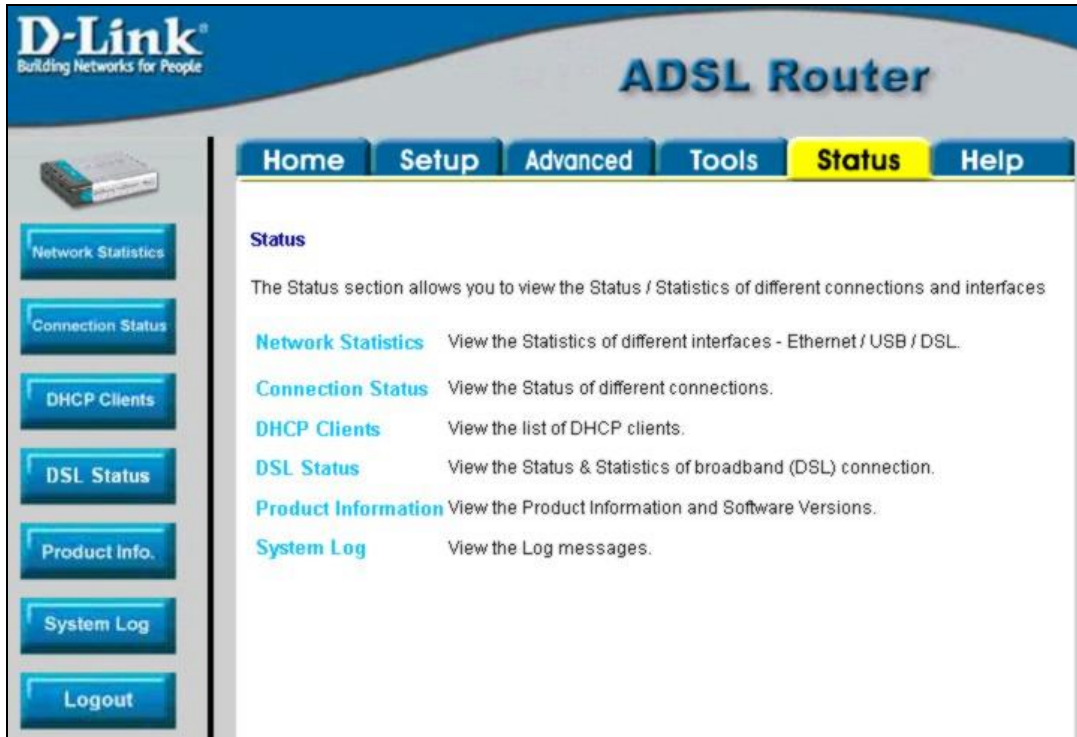 D-Link
Building Networks for People
ADSL Router
Home Setup Advanced Tools Status Help
Network Statistics
Connection Status
DHCP Clients
DSL Status
Product Info.
System Log
Logout
Status
The Status section allows you to view the Status / Statistics of different connections and interfaces
Network Statistics View the Statistics of different interfaces - Ethernet / USB / DSL.
Connection Status View the Status of different connections.
DHCP Clients View the list of DHCP clients.
DSL Status View the Status & Statistics of broadband (DSL) connection.
Product Information View the Product Information and Software Versions.
System Log View the Log messages.